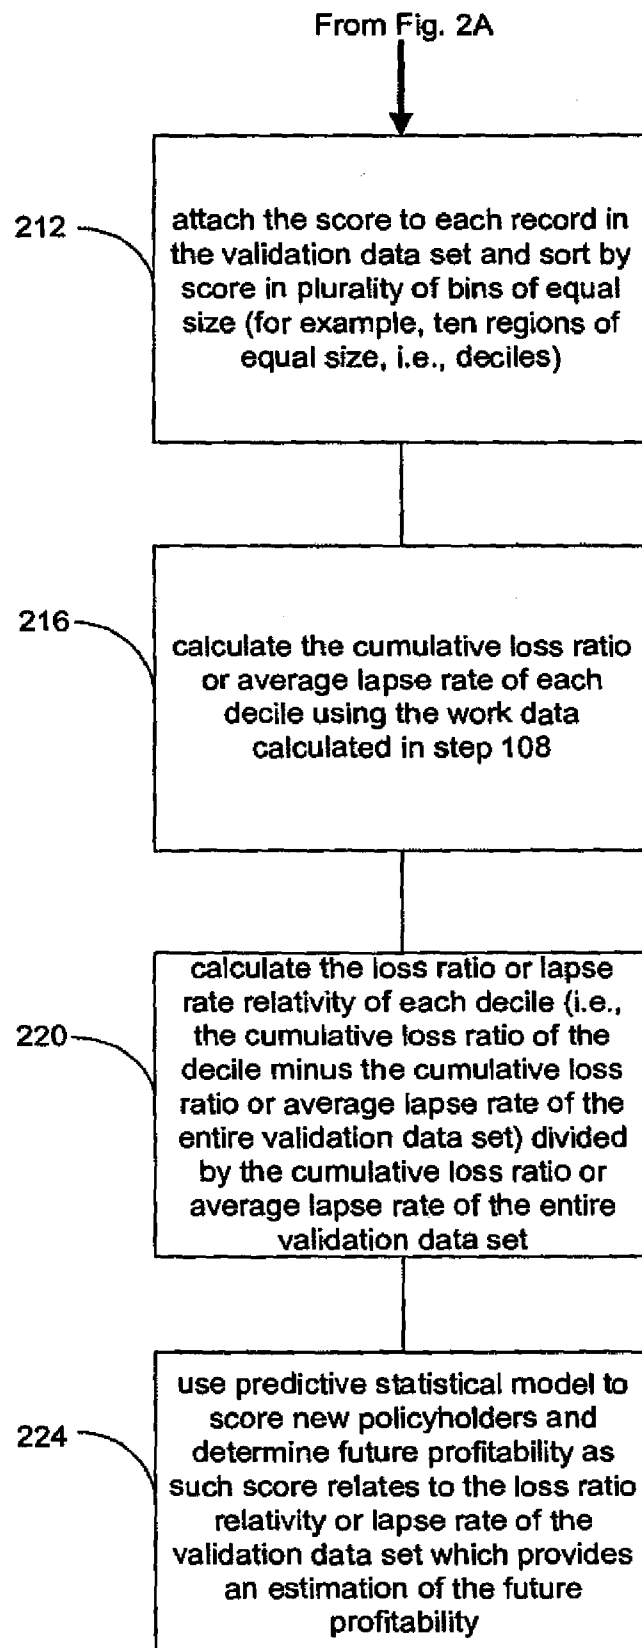 From Fig. 2A
212
attach the score to each record in
the validation data set and sort by
score in plurality of bins of equal
size (for example, ten regions of
equal size, i.e., deciles)
216
calculate the cumulative loss ratio
or average lapse rate of each
decile using the work data
calculated in step 108
220
calculate the loss ratio or lapse
rate relativity of each decile (i.e.,
the cumulative loss ratio of the
decile minus the cumulative loss
ratio or average lapse rate of the
entire validation data set) divided
by the cumulative loss ratio or
average lapse rate of the entire
validation data set
224
use predictive statistical model to
score new policyholders and
determine future profitability as
such score relates to the loss ratio
relativity or lapse rate of the
validation data set which provides
an estimation of the future
profitability